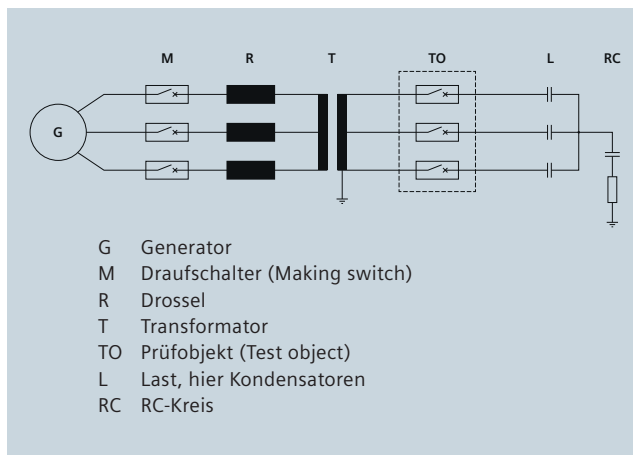 M R T TO L RC
G
G Generator
M Draufschalter (Making switch)
R Drossel
T Transformator
TO Prüfobjekt (Test object)
L Last, hier Kondensatoren
RC RC-Kreis